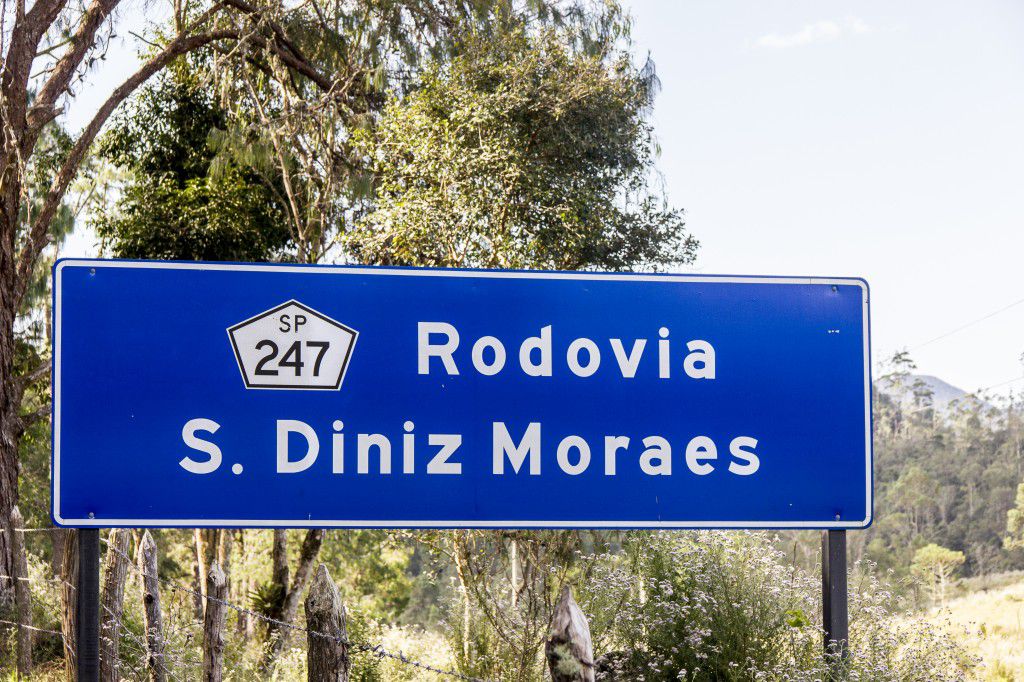 SP
247
Rodovia
S. Diniz Moraes